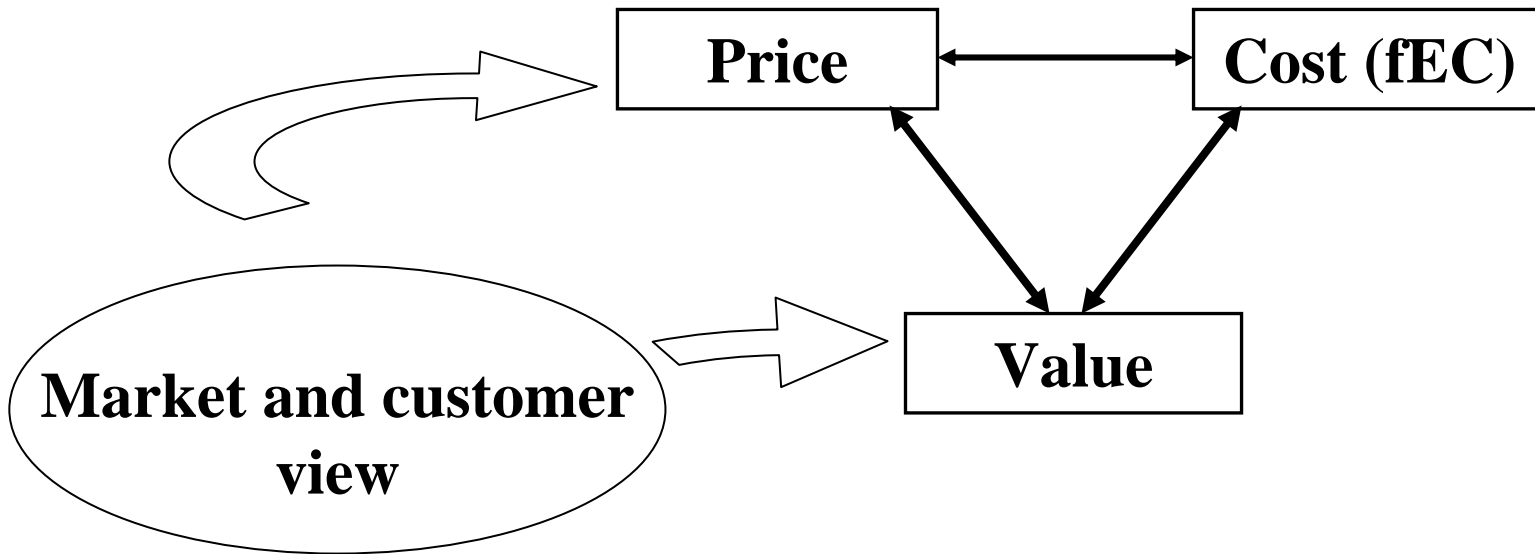 Price
Cost (fEC)
Value
Market and customer
view